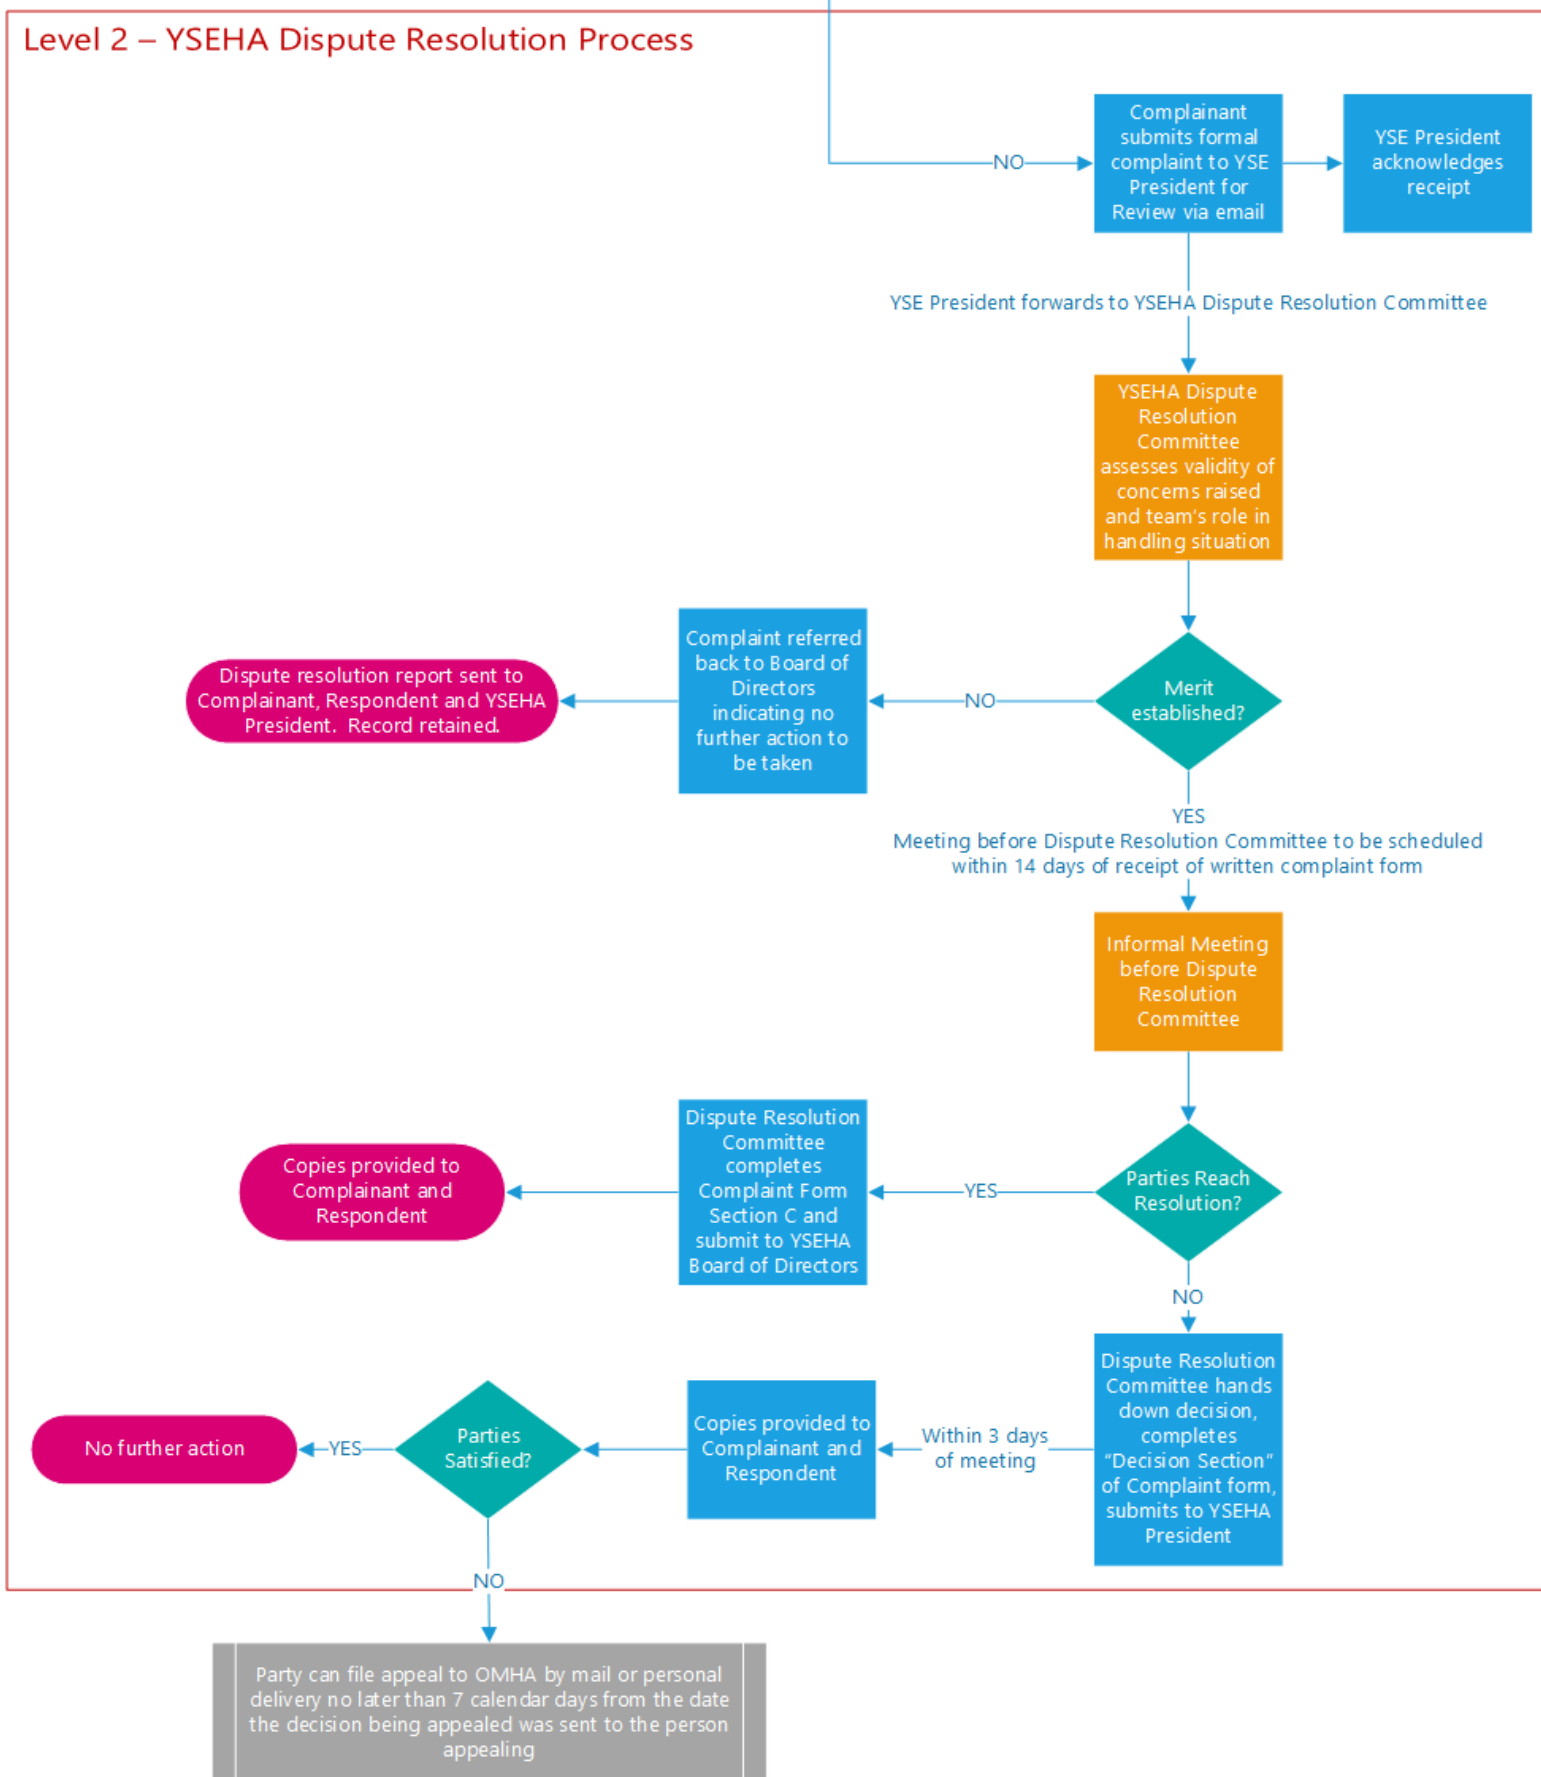 Level 2 – YSEHA Dispute Resolution Process
Complainant
submits formal
complaint to YSE
President for
Review via email
YSE President
acknowledges
receipt
NO
YSE President forwards to YSEHA Dispute Resolution Committee
YSEHA Dispute
Resolution
Committee
assesses validity of
concerns raised
and team's role in
handling situation
Merit
established?
NO
Complaint referred
back to Board of
Directors
indicating no
further action to
be taken
Dispute resolution report sent to
Complainant, Respondent and YSEHA
President.  Record retained.
YES
Meeting before Dispute Resolution Committee to be scheduled
within 14 days of receipt of written complaint form
Informal Meeting
before Dispute
Resolution
Committee
Parties Reach
Resolution?
YES
Dispute Resolution
Committee
completes
Complaint Form
Section C and
submit to YSEHA
Board of Directors
Copies provided to
Complainant and
Respondent
NO
Dispute Resolution
Committee hands
down decision,
completes
“Decision Section”
of Complaint form,
submits to YSEHA
President
Within 3 days
of meeting
Copies provided to
Complainant and
Respondent
Parties
Satisfied?
YES
No further action
NO
Party can file appeal to OMHA by mail or personal
delivery no later than 7 calendar days from the date
the decision being appealed was sent to the person
appealing